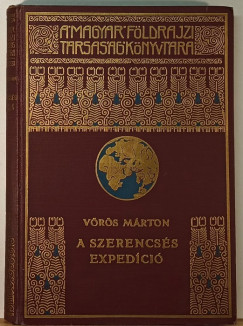 A MAGYAR FÖLDRAJZI
TÁRSASÁG KÖNYVTÁRA
VÖRÖS MÁRTON
A SZERENCSÉS
EXPEDÍCIÓ